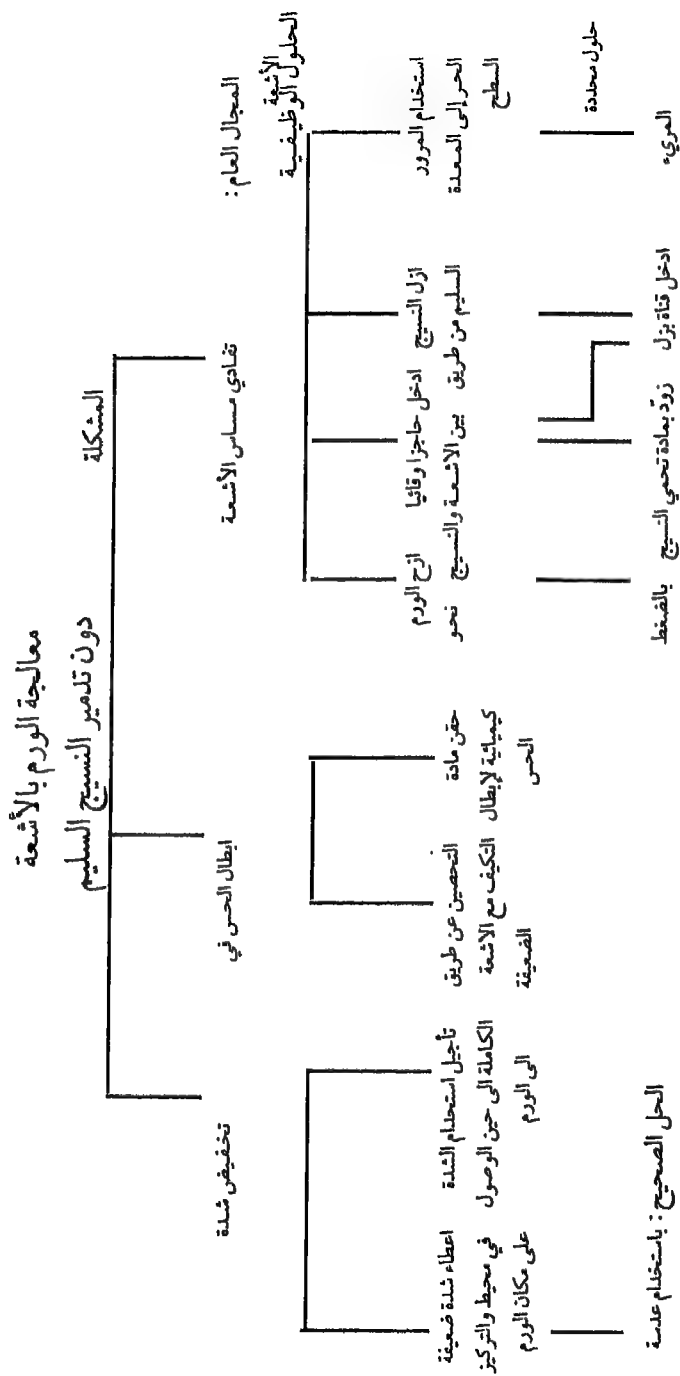 معالجة الورم بالأشعة
دون تدمير النسيج السليم
المشكلة
المجال العام :
تفادي مساس الأشعة
ابطال الحس في
تخفيض شدة
الأشعة
الحلول الوظيفية
استخدام المرور
الحر إلى المعدة
السطح
ازل النسيج
السليم من طريق
ادخل حاجزا وقائيا
بين الاشعة والنسيج
ازح الورم
نحو
حقن مادة
كيميائية لإبطال
الحس
التحصين عن طريق
التكيف مع الاشعة
الضعيفة
تأجيل استخدام الشدة
الكاملة الى حين الوصول
الى الورم
اعطاء شدة ضعيفة
في محيط والتركيز
على مكان الورم
حلول محددة
المريء
ادخل قناة بزل
زود بمادة تحمي النسيج
بالضغط
الحل الصحيح : باستخدام عدسة